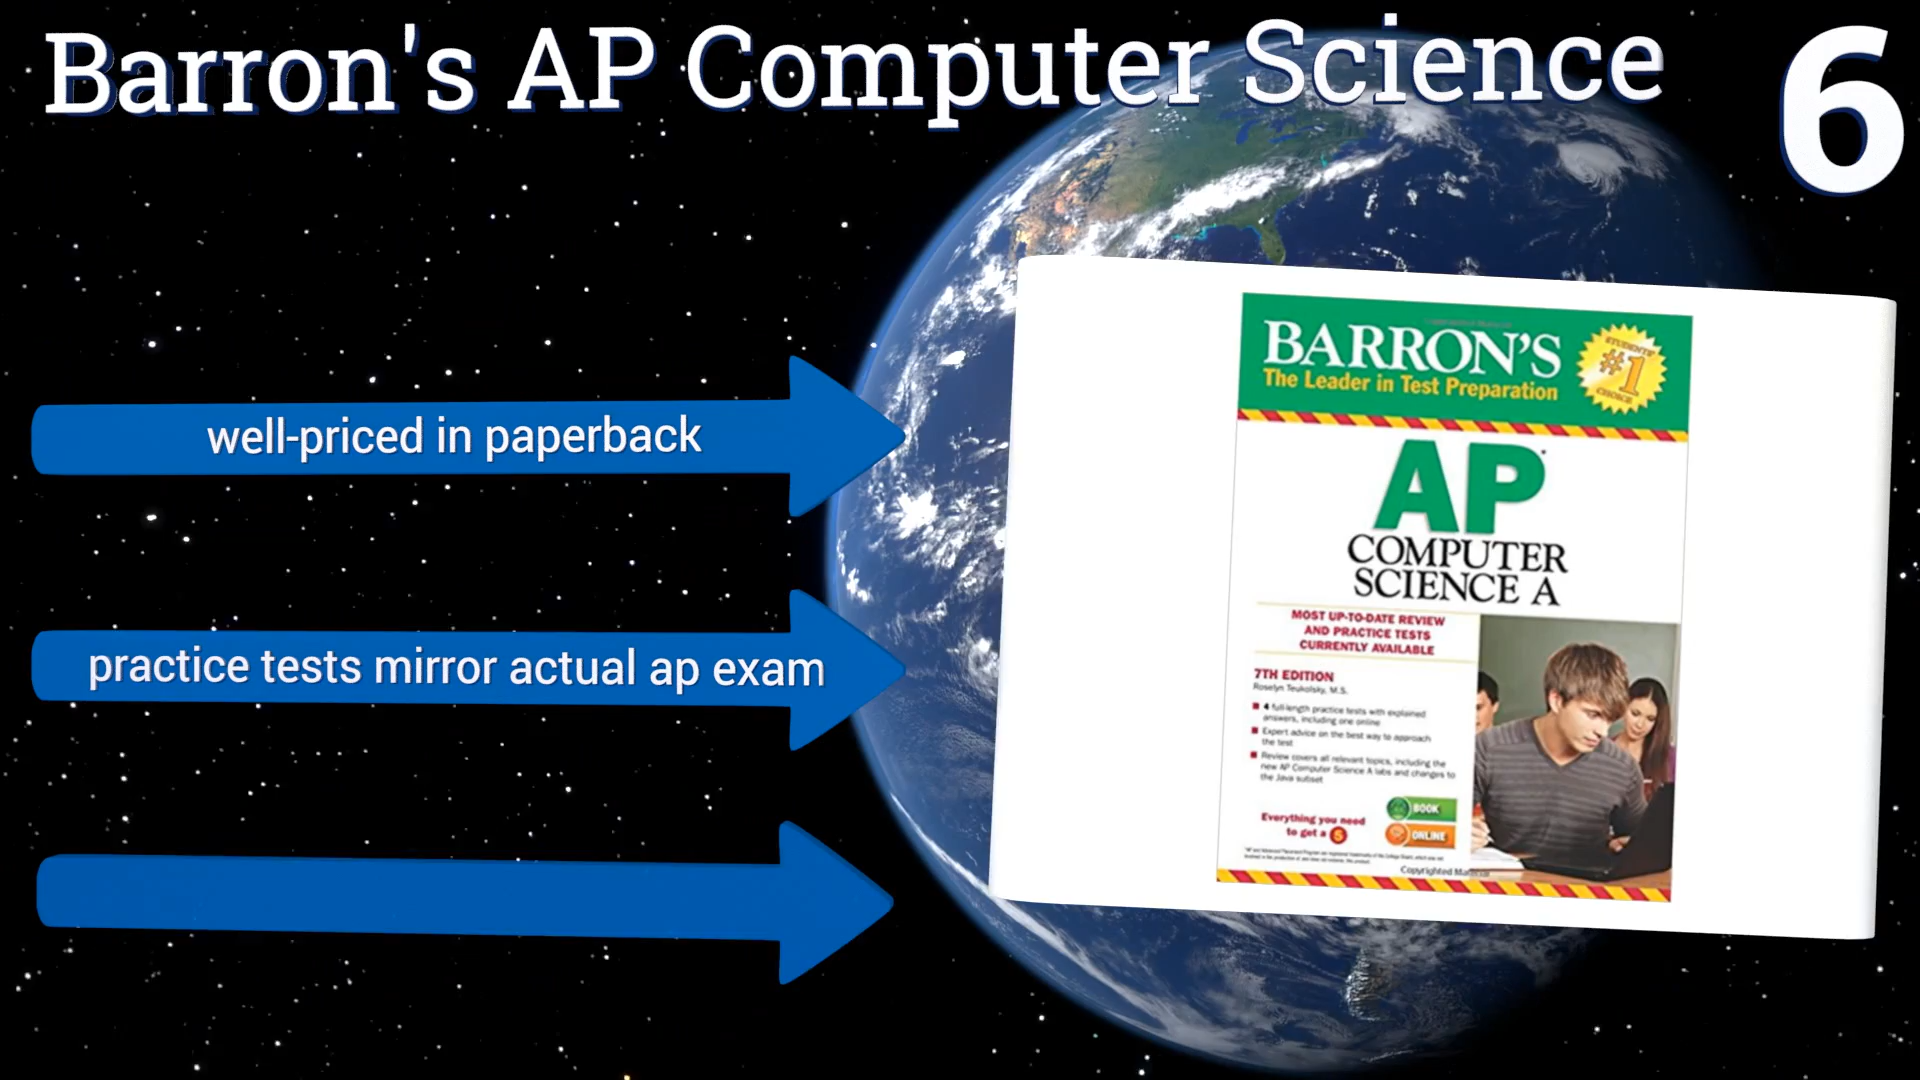 Barron's AP Computer Science
6
well-priced in paperback
practice tests mirror actual ap exam
BARRON'S
The Leader in Test Preparation
STUDENTS'
#1
CHOICE
AP
COMPUTER
SCIENCE A
MOST UP-TO-DATE REVIEW
AND PRACTICE TESTS
CURRENTLY AVAILABLE
7TH EDITION
Roselyn Teukolsky, M.S.
4 full-length practice tests with explained
answers, including one online
Expert advice on the best way to approach
the test
Review covers all relevant topics, including the
new AP Computer Science A labs and changes to
the Java subset
BOOK
ONLINE
Everything you need
to get a 5
Copyrighted Material